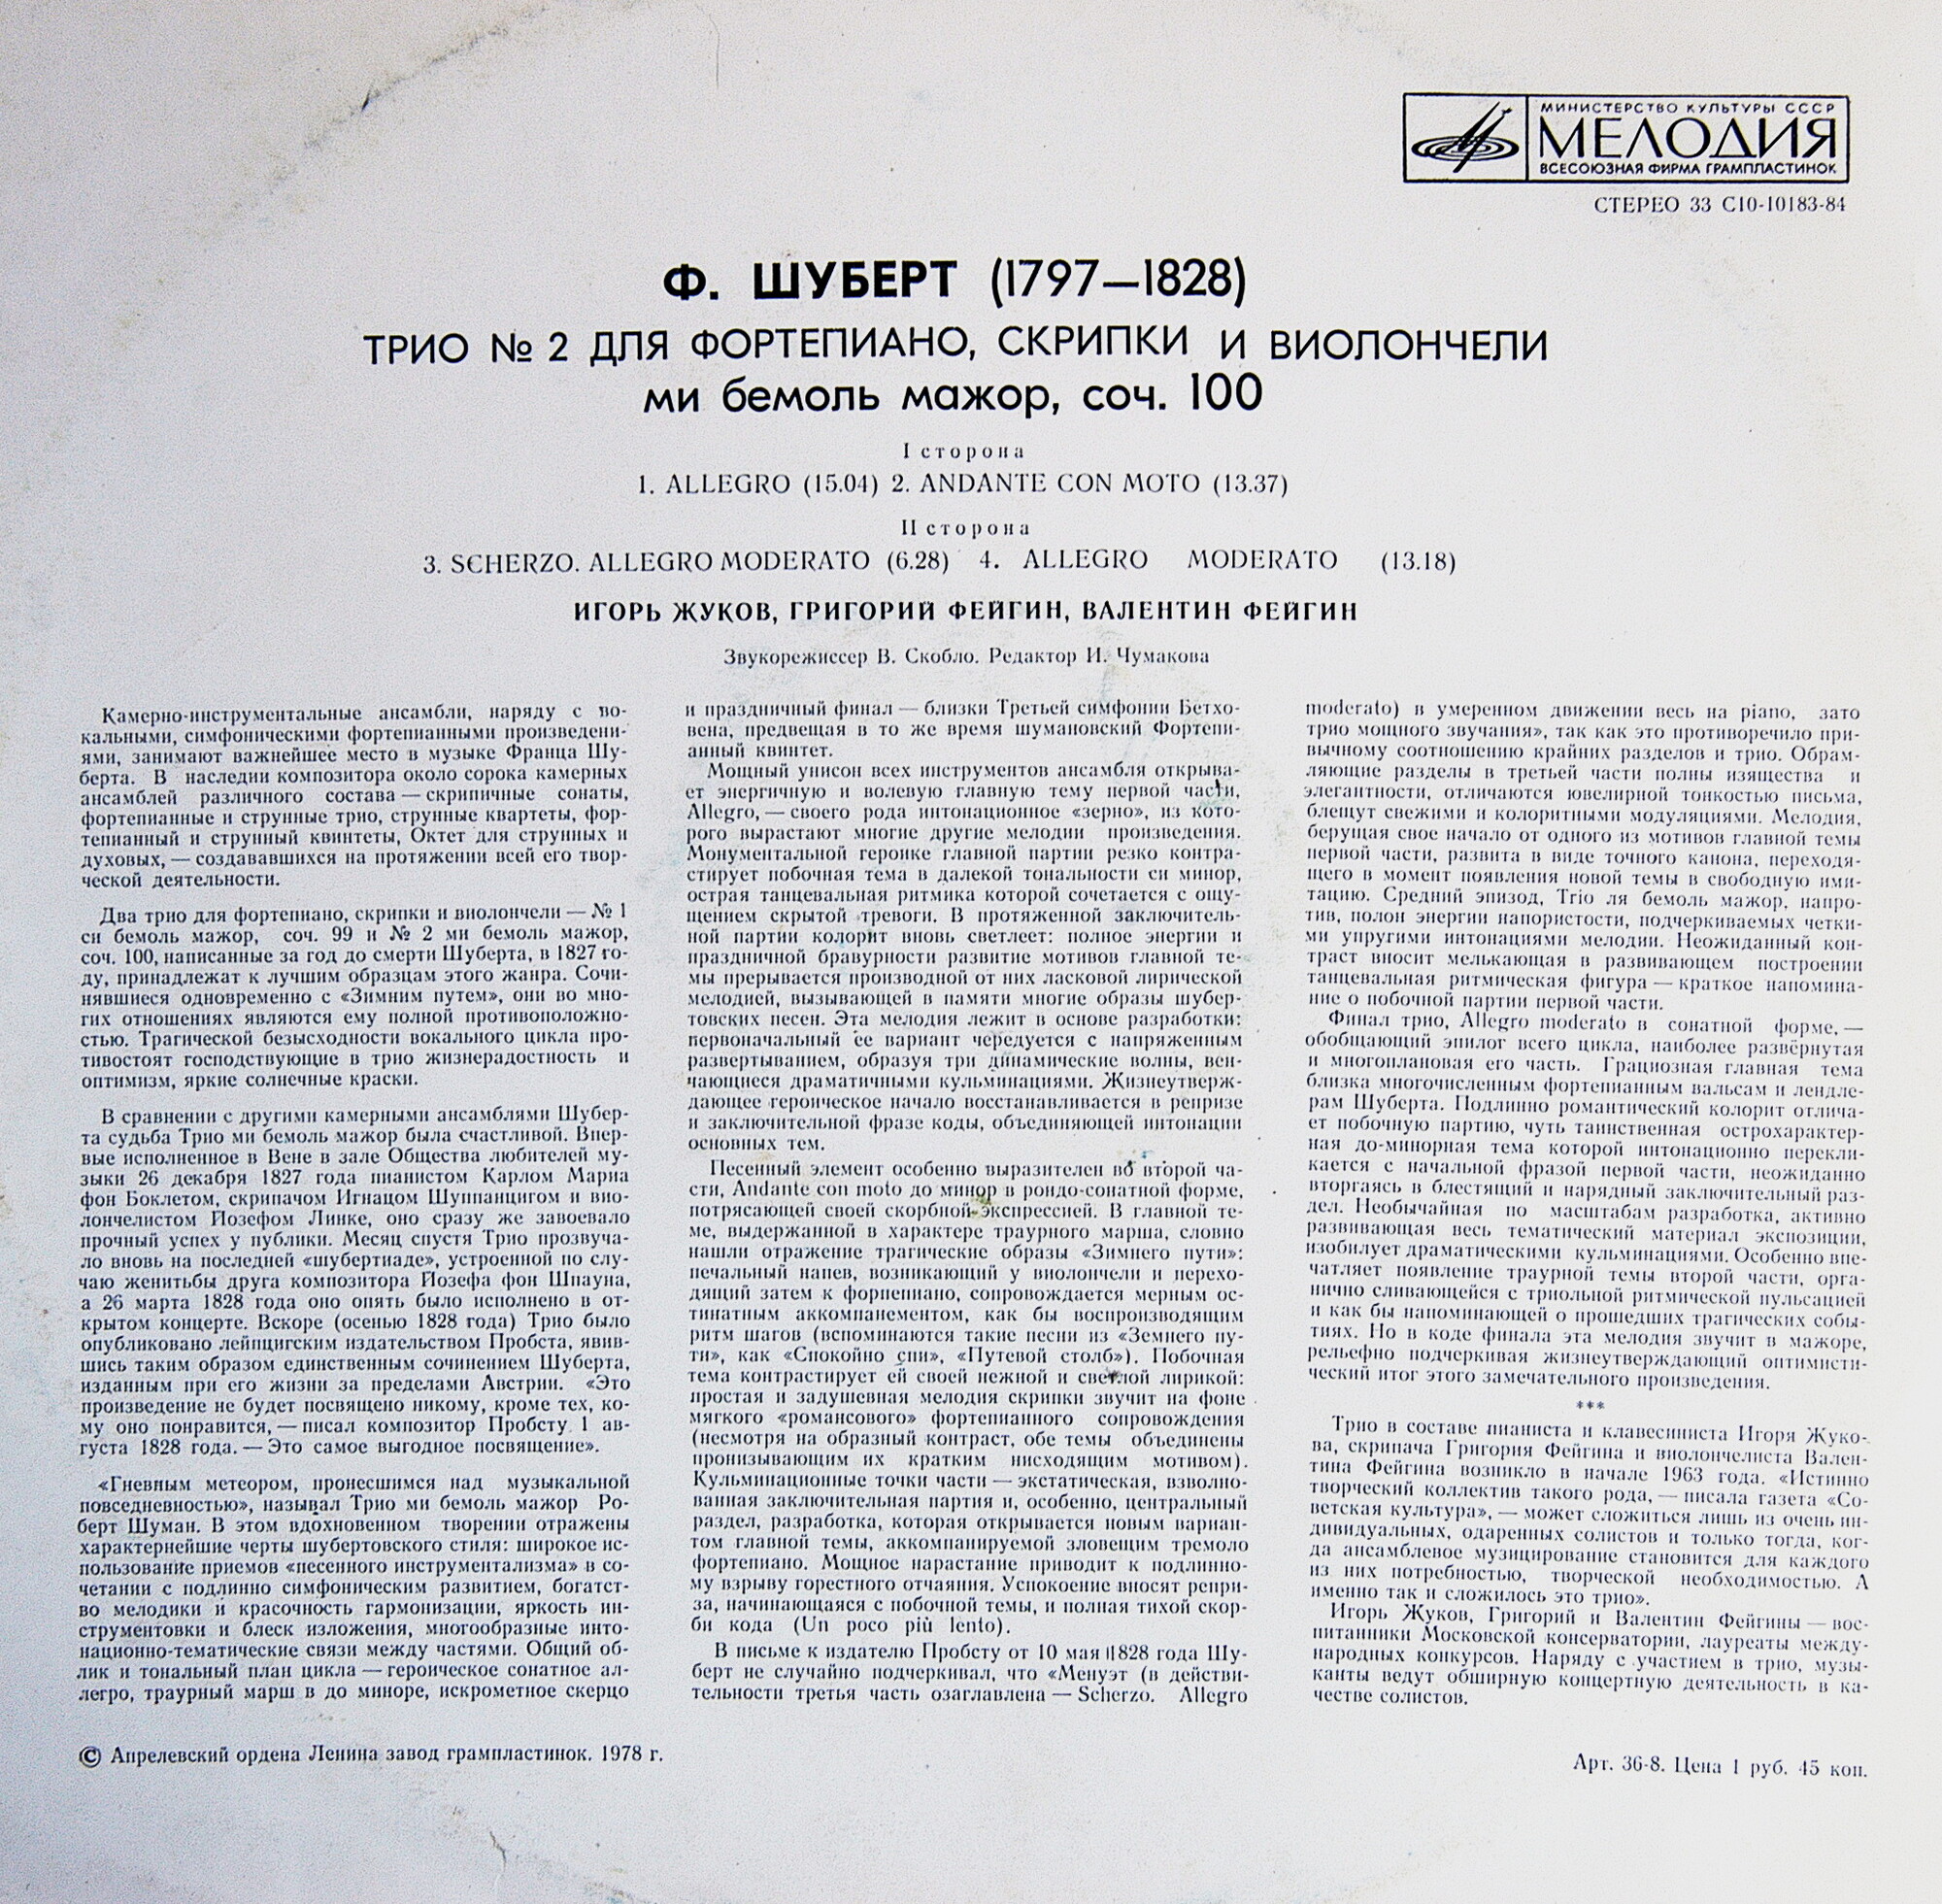 МИНИСТЕРСТВО КУЛЬТУРЫ СССР
МЕЛОДИЯ
ВСЕСОЮЗНАЯ ФИРМА ГРАМПЛАСТИНОК
СТЕРЕО 33 С10-10183-84
Ф. ШУБЕРТ (1797—1828)
ТРИО № 2 ДЛЯ ФОРТЕПИАНО, СКРИПКИ И ВИОЛОНЧЕЛИ
ми бемоль мажор, соч. 100
I сторона
1. ALLEGRO (15.04) 2. ANDANTE CON MOTO (13.37)
II сторона
3. SCHERZO. ALLEGRO MODERATO (6.28) 4. ALLEGRO MODERATO (13.18)
ИГОРЬ ЖУКОВ, ГРИГОРИЙ ФЕЙГИН, ВАЛЕНТИН ФЕЙГИН
Звукорежиссер В. Скобло. Редактор И. Чумакова
Камерно-инструментальные ансамбли, наряду с во-
кальными, симфоническими фортепианными произведени-
ями, занимают важнейшее место в музыке Франца Шу-
берта. В наследии композитора около сорока камерных
ансамблей различного состава — скрипичные сонаты,
фортепианные и струнные трио, струнные квартеты, фор-
тепианный и струнный квинтеты, Октет для струнных и
духовых, — создававшихся на протяжении всей его твор-
ческой деятельности.
Два трио для фортепиано, скрипки и виолончели — № 1
си бемоль мажор, соч. 99 и № 2 ми бемоль мажор,
соч. 100, написанные за год до смерти Шуберта, в 1827 го-
ду, принадлежат к лучшим образцам этого жанра. Сочи-
нявшиеся одновременно с «Зимним путем», они во мно-
гих отношениях являются ему полной противоположно-
стью. Трагической безысходности вокального цикла про-
тивостоят господствующие в трио жизнерадостность и
оптимизм, яркие солнечные краски.
В сравнении с другими камерными ансамблями Шубер-
та судьба Трио ми бемоль мажор была счастливой. Впер-
вые исполненное в Вене в зале Общества любителей му-
зыки 26 декабря 1827 года пианистом Карлом Мариа
фон Боклетом, скрипачом Игнацом Шуппанцигом и вио-
лончелистом Йозефом Линке, оно сразу же завоевало
прочный успех у публики. Месяц спустя Трио прозвуча-
ло вновь на последней «шубертиаде», устроенной по слу-
чаю женитьбы друга композитора Йозефа фон Шпауна,
а 26 марта 1828 года оно опять было исполнено в от-
крытом концерте. Вскоре (осенью 1828 года) Трио было
опубликовано лейпцигским издательством Пробста, явив-
шись таким образом единственным сочинением Шуберта,
изданным при его жизни за пределами Австрии. «Это
произведение не будет посвящено никому, кроме тех, ко-
му оно понравится, — писал композитор Пробсту 1 ав-
густа 1828 года. — Это самое выгодное посвящение».
«Гневным метеором, пронесшимся над музыкальной
повседневностью», называл Трио ми бемоль мажор Ро-
берт Шуман. В этом вдохновенном творении отражены
характернейшие черты шубертовского стиля: широкое ис-
пользование приемов «песенного инструментализма» в со-
четании с подлинно симфоническим развитием, богатст-
во мелодики и красочность гармонизации, яркость ин-
струментовки и блеск изложения, многообразные инто-
национно-тематические связи между частями. Общий об-
лик и тональный план цикла — героическое сонатное ал-
легро, траурный марш в до миноре, искрометное скерцо
и праздничный финал — близки Третьей симфонии Бетхо-
вена, предвещая в то же время шумановский Фортепи-
анный квинтет.
Мощный унисон всех инструментов ансамбля открыва-
ет энергичную и волевую главную тему первой части,
Allegro, — своего рода интонационное «зерно», из кото-
рого вырастают многие другие мелодии произведения.
Монументальной героике главной партии резко контра-
стирует побочная тема в далекой тональности си минор,
острая танцевальная ритмика которой сочетается с ощу-
щением скрытой тревоги. В протяженной заключитель-
ной партии колорит вновь светлеет: полное энергии и
праздничной бравурности развитие мотивов главной те-
мы прерывается производной от них ласковой лирической
мелодией, вызывающей в памяти многие образы шубер-
товских песен. Эта мелодия лежит в основе разработки:
первоначальный ее вариант чередуется с напряженным
развертыванием, образуя три динамические волны, вен-
чающиеся драматичными кульминациями. Жизнеутверж-
дающее героическое начало восстанавливается в репризе
и заключительной фразе коды, объединяющей интонации
основных тем.
Песенный элемент особенно выразителен во второй ча-
сти, Andante con moto до минор в рондо-сонатной форме,
потрясающей своей скорбной экспрессией. В главной те-
ме, выдержанной в характере траурного марша, словно
нашли отражение трагические образы «Зимнего пути»:
печальный напев, возникающий у виолончели и перехо-
дящий затем к форпепиано, сопровождается мерным ос-
тинатным аккомпанементом, как бы воспроизводящим
ритм шагов (вспоминаются такие песни из «Земнего пу-
ти», как «Спокойно спи», «Путевой столб»). Побочная
тема контрастирует ей своей нежной и светлой лирикой:
простая и задушевная мелодия скрипки звучит на фоне
мягкого «романсового» фортепианного сопровождения
(несмотря на образный контраст, обе темы объединены
пронизывающим их кратким нисходящим мотивом).
Кульминационные точки части — экстатическая, взволно-
ванная заключительная партия и, особенно, центральный
раздел, разработка, которая открывается новым вариан-
том главной темы, аккомпанируемой зловещим тремоло
фортепиано. Мощное нарастание приводит к подлинно-
му взрыву горестного отчаяния. Успокоение вносят репри-
за, начинающаяся с побочной темы, и полная тихой скор-
би кода (Un poco più lento).
В письме к издателю Пробсту от 10 мая 1828 года Шу-
берт не случайно подчеркивал, что «Менуэт (в действи-
тельности третья часть озаглавлена — Scherzo. Allegro
moderato) в умеренном движении весь на piano, зато
трио мощного звучания», так как это противоречило при-
вычному соотношению крайних разделов и трио. Обрам-
ляющие разделы в третьей части полны изящества и
элегантности, отличаются ювелирной тонкостью письма,
блещут свежими и колоритными модуляциями. Мелодия,
берущая свое начало от одного из мотивов главной темы
первой части, развита в виде точного канона, переходя-
щего в момент появления новой темы в свободную ими-
тацию. Средний эпизод, Trio ля бемоль мажор, напро-
тив, полон энергии напористости, подчеркиваемых четки-
ми упругими интонациями мелодии. Неожиданный кон-
траст вносит мелькающая в развивающем построении
танцевальная ритмическая фигура — краткое напомина-
ние о побочной партии первой части.
Финал трио, Allegro moderato в сонатной форме, —
обобщающий эпилог всего цикла, наиболее развёрнутая
и многоплановая его часть. Грациозная главная тема
близка многочисленным фортепианным вальсам и лендле-
рам Шуберта. Подлинно романтический колорит отлича-
ет побочную партию, чуть таинственная острохарактер-
ная до-минорная тема которой интонационно перекли-
кается с начальной фразой первой части, неожиданно
вторгаясь в блестящий и нарядный заключительный раз-
дел. Необычайная по масштабам разработка, активно
развивающая весь тематический материал экспозиции,
изобилует драматическими кульминациями. Особенно впе-
чатляет появление траурной темы второй части, орга-
нично сливающейся с триольной ритмической пульсацией
и как бы напоминающей о прошедших трагических собы-
тиях. Но в коде финала эта мелодия звучит в мажоре,
рельефно подчеркивая жизнеутверждающий оптимисти-
ческий итог этого замечательного произведения.
***
Трио в составе пианиста и клавесиниста Игоря Жуко-
ва, скрипача Григория Фейгина и виолончелиста Вален-
тина Фейгина возникло в начале 1963 года. «Истинно
творческий коллектив такого рода, — писала газета «Со-
ветская культура», — может сложиться лишь из очень ин-
дивидуальных, одаренных солистов и только тогда, ког-
да ансамблевое музицирование становится для каждого
из них потребностью, творческой необходимостью. А
именно так и сложилось это трио».
Игорь Жуков, Григорий и Валентин Фейгины — вос-
питанники Московской консерватории, лауреаты между-
народных конкурсов. Наряду с участием в трио, музы-
канты ведут обширную концертную деятельность в ка-
честве солистов.
© Апрелевский ордена Ленина завод грампластинок. 1978 г.
Арт. 36-8. Цена 1 руб. 45 коп.